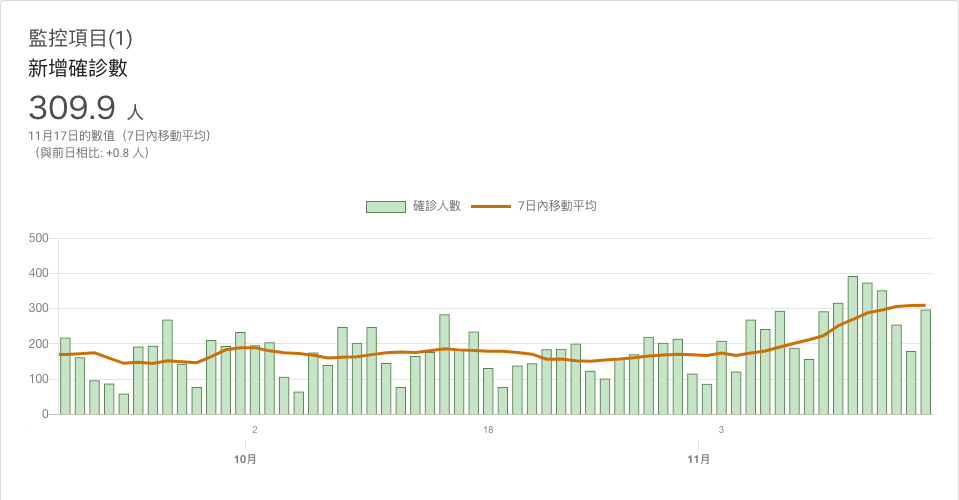 監控項目(1)
新增確診數
309.9 人
11月17日的數值（7日內移動平均）
（與前日相比: +0.8 人）
確診人數 7日內移動平均
500
400
300
200
100
0
2 18 3
10月 11月